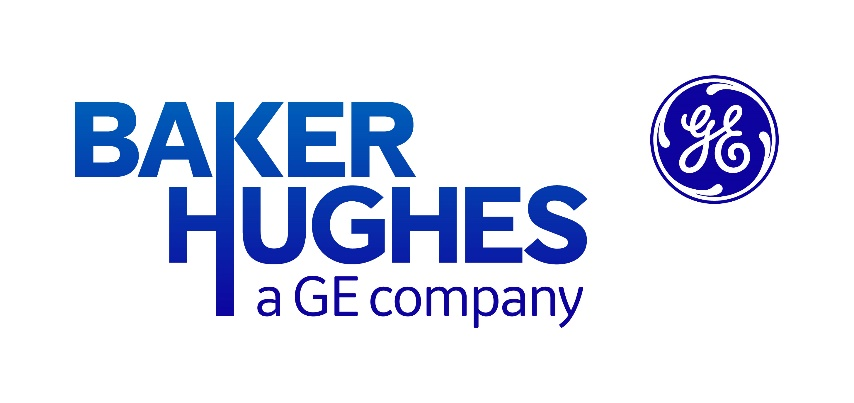 BAKER
HUGHES
a GE company
GE